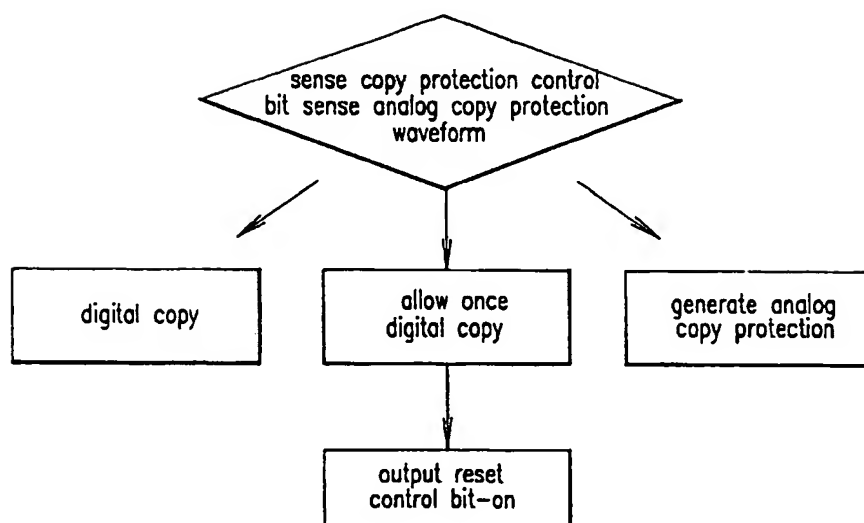 sense copy protection control
bit sense analog copy protection
waveform
digital copy
allow once
digital copy
generate analog
copy protection
output reset
control bit-on